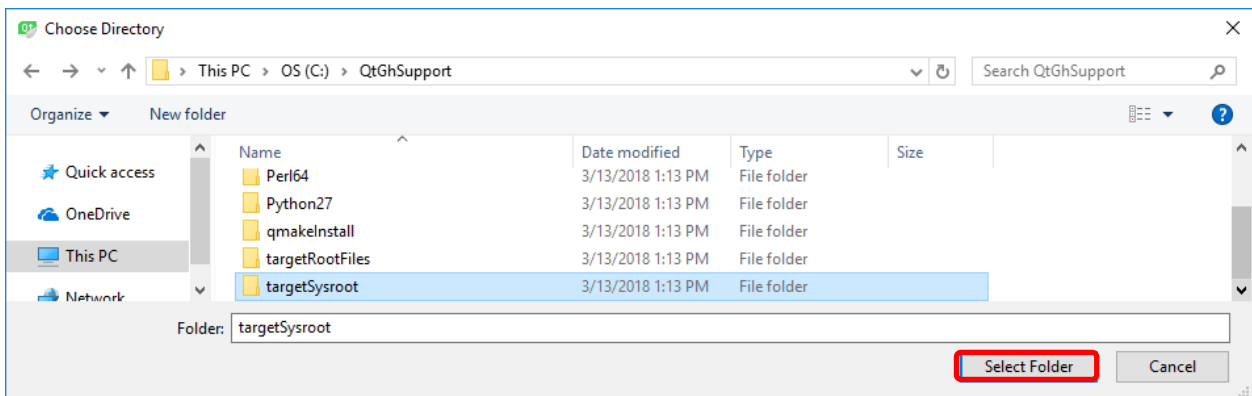 Qt Choose Directory
This PC > OS (C:) > QtGhSupport Search QtGhSupport
Organize New folder ?
Name Date modified Type Size
Quick access
OneDrive
This PC
Network
Perl64 3/13/2018 1:13 PM File folder
Python27 3/13/2018 1:13 PM File folder
qmakeInstall 3/13/2018 1:13 PM File folder
targetRootFiles 3/13/2018 1:13 PM File folder
targetSysroot 3/13/2018 1:13 PM File folder
Folder: targetSysroot
Select Folder Cancel